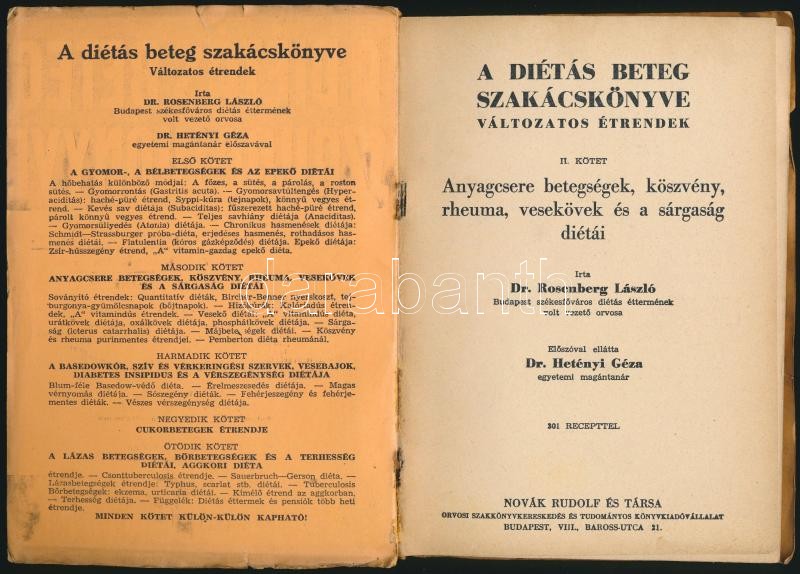 A diétás beteg szakácskönyve
Változatos étrendek
Irta
DR. ROSENBERG LÁSZLÓ
Budapest székesfőváros diétás éttermének
volt vezető orvosa
DR. HETÉNYI GÉZA
egyetemi magántanár előszavával
ELSŐ KÖTET
A GYOMOR-, A BÉLBETEGSÉGEK ÉS AZ EPEKŐ DIÉTÁI
A hőbehatás különböző módjai: A főzes, a sütés, a párolás, a roston
sütés. — Gyomorrontás (Gastritis acuta). — Gyomorsavtúltengés (Hyper-
aciditás): haché-püré étrend, Syppi-kúra (tejnapok), könnyű vegyes ét-
rend. — Kevés sav diétája (Subaciditas): fűszerezett haché-püré étrend,
párolt könnyű vegyes étrend. — Teljes savhiány diétája (Anaciditas).
— Gyomorsülyedés (Atonia) diétája. — Chronikus hasmenések diétája:
Schmidt—Strassburger próba-diéta, erjedéses hasmenés, rothadásos has-
menés diétái, — Flatulentia (kóros gázképződés) diétája. Epekő diétája:
Zsir-hússzegény étrend, „A" vitamin-gazdag epekő diéta.
MÁSODIK KÖTET
ANYAGCSERE BETEGSÉGEK, KÖSZVÉNY, RHEUMA, VESEKÖVEK
ÉS A SÁRGASÁG DIÉTÁI
Soványító étrendek: Quantitatív diéták, Bircher-Benner nyerskoszt, tej-
burgonya-gyümölcsnapok (böjtnapok). — Hizókúrák: Kalóriadús étren-
dek, „A" vitamindús étrendek. — Vesekő diétái: „A" vitamindús diéta,
urátkövek diétája, oxálkövek diétája, phosphátkövek diétája. — Sárga-
ság (icterus catarrhalis) diétája. — Májbetegségek diétái. — Köszvény
és rheuma purinmentes étrendjei. — Pemberton diéta rheumánál.
HARMADIK KÖTET
A BASEDOWKÓR, SZÍV ÉS VÉRKERINGÉSI SZERVEK, VESEBAJOK,
DIABETES INSIPIDUS ÉS A VÉRSZEGÉNYSÉG DIÉTÁJA
Blum-féle Basedow-védő diéta. — Érelmeszesedés diétája. — Magas
vérnyomás diétája. — Sószegény diéták. — Fehérjeszegény és fehérje-
mentes diéták. — Vészes vérszegénység diétája.
NEGYEDIK KÖTET
CUKORBETEGEK ÉTRENDJE
ÖTÖDIK KÖTET
A LÁZAS BETEGSÉGEK, BŐRBETEGSÉGEK ÉS A TERHESSÉG
DIÉTÁI, AGGKORI DIÉTA
étrendje. — Csonttuberculosis étrendje. — Sauerbruch—Gerson diéta. —
Lázasbetegségek étrendje: Typhus, scarlat stb. diétái. — Tuberculosis
Bőrbetegségek: ekzema, urticaria diétái. — Kimélő étrend az aggkorban.
— Terhesség diétája. — Függelék: Diétás éttermek és pensiók több heti
étrendje.
MINDEN KÖTET KÜLÖN-KÜLÖN KAPHATÓ!
A DIÉTÁS BETEG
SZAKÁCSKÖNYVE
VÁLTOZATOS ÉTRENDEK
II. KÖTET
Anyagcsere betegségek, köszvény,
rheuma, vesekövek és a sárgaság
diétái
Irta
Dr. Rosenberg László
Budapest székesfőváros diétás éttermének
volt vezető orvosa
Előszóval ellátta
Dr. Hetényi Géza
egyetemi magántanár
301 RECEPTTEL
NOVÁK RUDOLF ÉS TÁRSA
ORVOSI SZAKKÖNYVKERESKEDÉS ÉS TUDOMÁNYOS KÖNYVKIADÓVÁLLALAT
BUDAPEST, VIII., BAROSS-UTCA 21.
darabanth